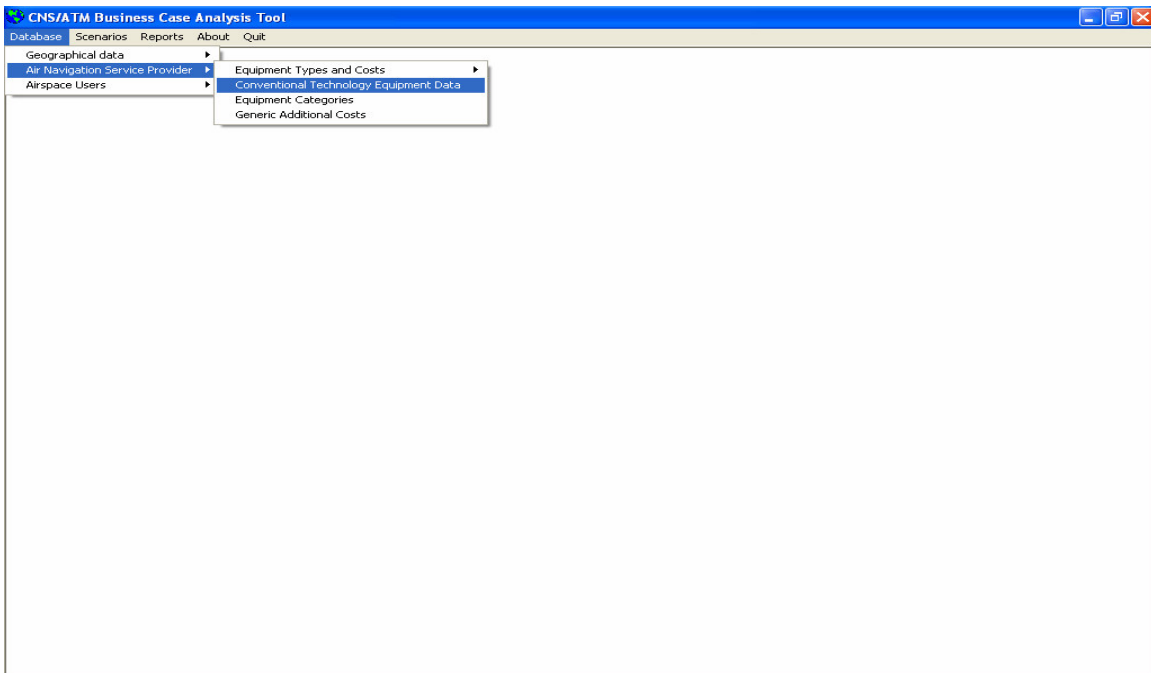 CNS/ATM Business Case Analysis Tool
Database Scenarios Reports About Quit
Geographical data
Air Navigation Service Provider
Airspace Users
Equipment Types and Costs
Conventional Technology Equipment Data
Equipment Categories
Generic Additional Costs